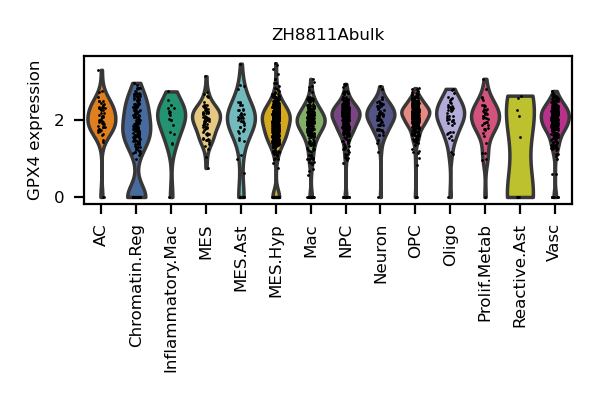 ZH8811Abulk
GPX4 expression
2
0
AC
Chromatin.Reg
Inflammatory.Mac
MES
MES.Ast
MES.Hyp
Mac
NPC
Neuron
OPC
Oligo
Prolif.Metab
Reactive.Ast
Vasc